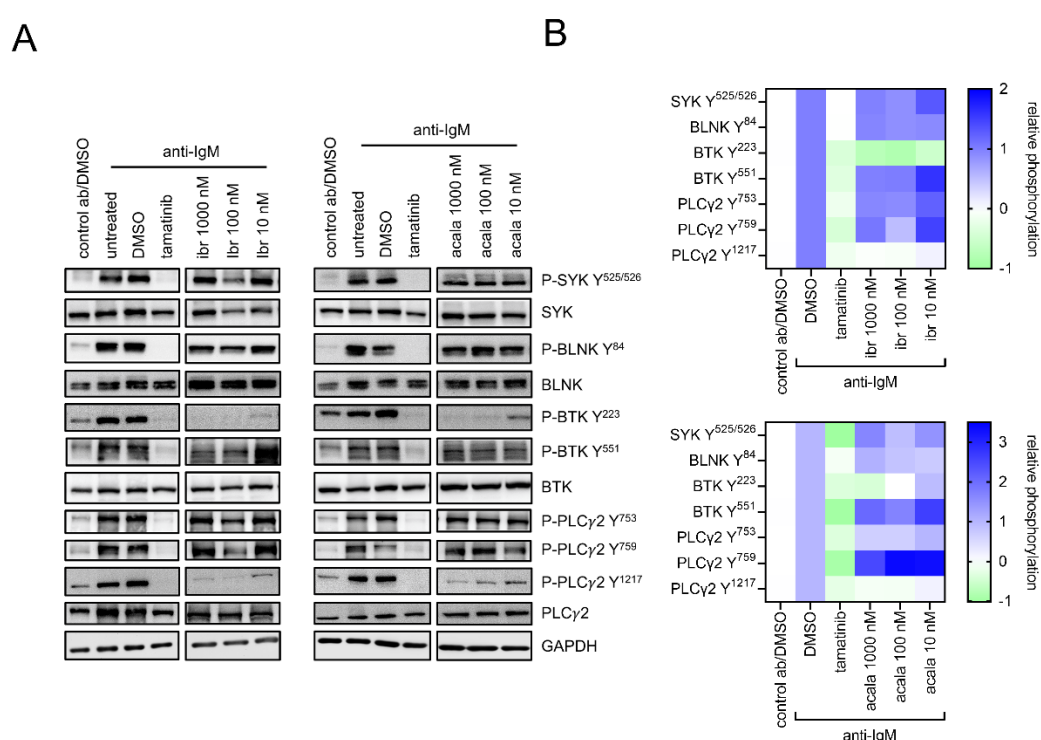 A
B
anti-IgM
anti-IgM
control ab/DMSO
untreated
DMSO
tamatinib
ibr 1000 nM
ibr 100 nM
Ibr 10 nM
control ab/DMSO
untreated
DMSO
tamatinib
acala 1000 nM
acala 100 nM
acala 10 nM
P-SYK Y525/526
SYK
P-BLNK Y84
BLNK
P-BTK Y223
P-BTK Y551
BTK
P-PLCγ2 Y753
P-PLCγ2 Y759
P-PLCγ2 Y1217
PLCγ2
GAPDH
SYK Y525/526
BLNK Y84
BTK Y223
BTK Y551
PLCγ2 Y753
PLCγ2 Y759
PLCγ2 Y1217
2
1
0
-1
relative phosphorylation
control ab/DMSO
DMSO
tamatinib
ibr 1000 nM
ibr 100 nM
ibr 10 nM
anti-IgM
SYK Y525/526
BLNK Y84
BTK Y223
BTK Y551
PLCγ2 Y753
PLCγ2 Y759
PLCγ2 Y1217
3
2
1
0
-1
relative phosphorylation
control ab/DMSO
DMSO
tamatinib
acala 1000 nM
acala 100 nM
acala 10 nM
anti-IgM